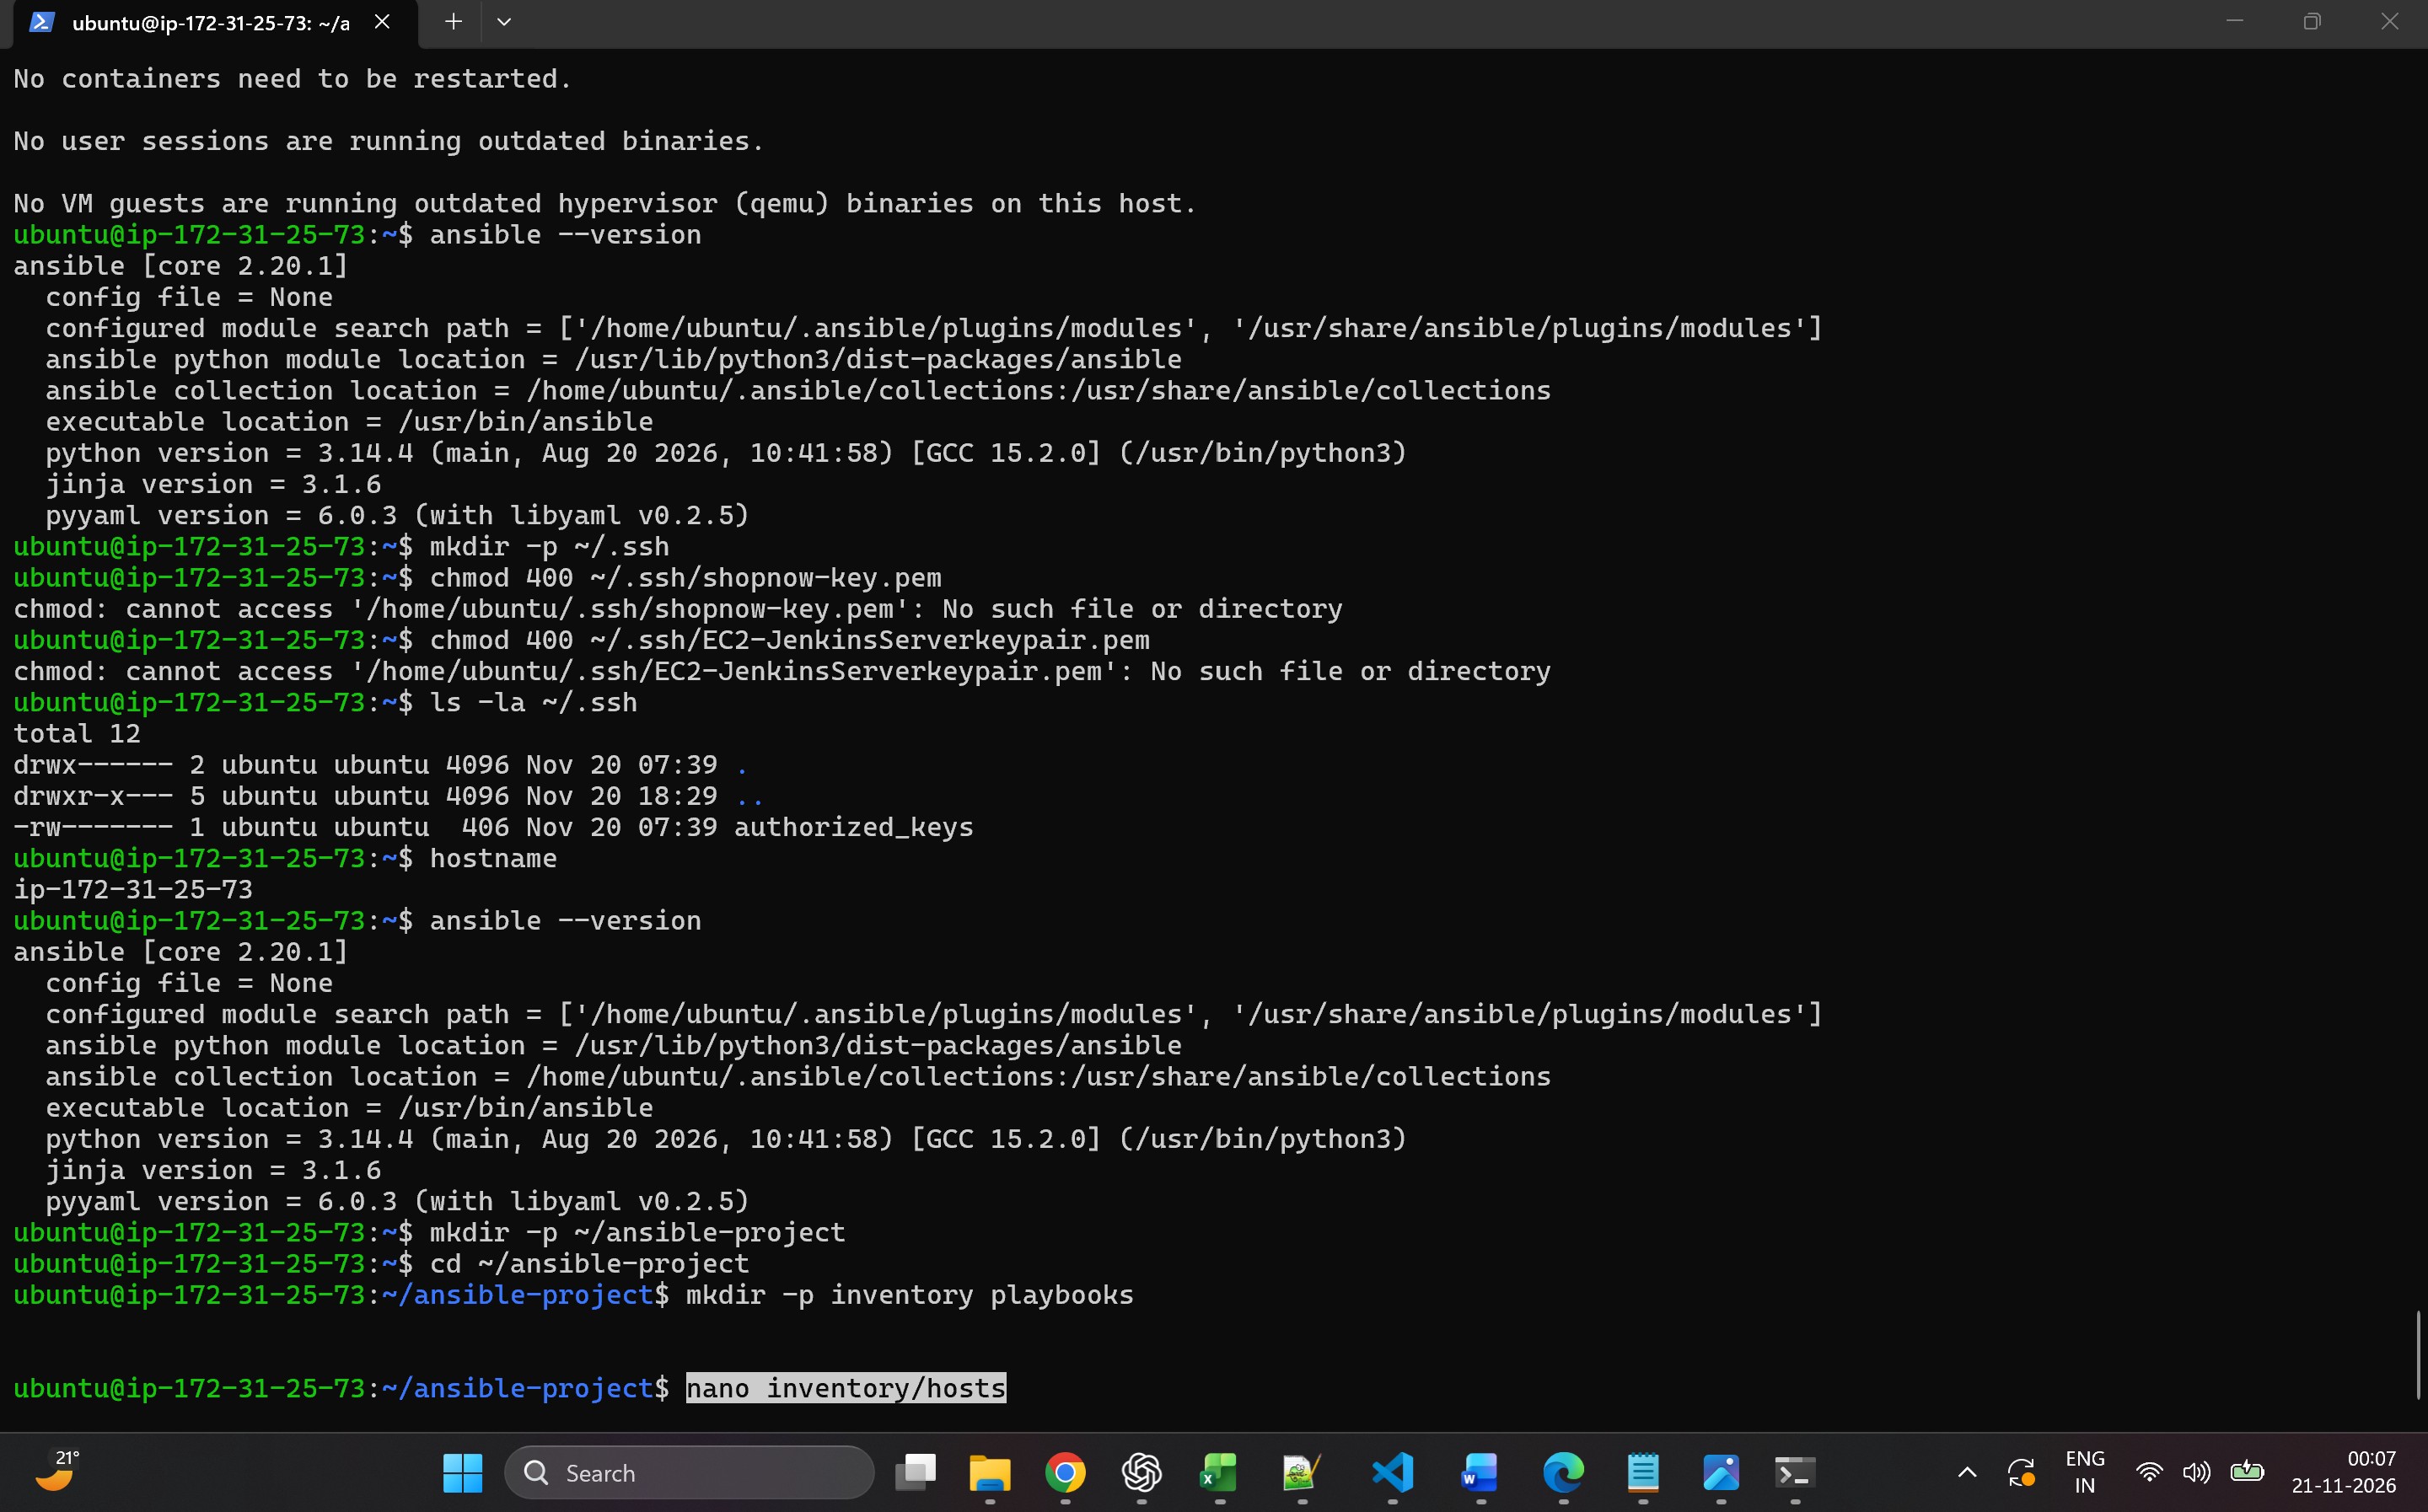 ubuntu@ip-172-31-25-73: ~/a
No containers need to be restarted.
No user sessions are running outdated binaries.
No VM guests are running outdated hypervisor (qemu) binaries on this host.
ubuntu@ip-172-31-25-73:~$ ansible --version
ansible [core 2.20.1]
  config file = None
  configured module search path = ['/home/ubuntu/.ansible/plugins/modules', '/usr/share/ansible/plugins/modules']
  ansible python module location = /usr/lib/python3/dist-packages/ansible
  ansible collection location = /home/ubuntu/.ansible/collections:/usr/share/ansible/collections
  executable location = /usr/bin/ansible
  python version = 3.14.4 (main, Aug 20 2026, 10:41:58) [GCC 15.2.0] (/usr/bin/python3)
  jinja version = 3.1.6
  pyyaml version = 6.0.3 (with libyaml v0.2.5)
ubuntu@ip-172-31-25-73:~$ mkdir -p ~/.ssh
ubuntu@ip-172-31-25-73:~$ chmod 400 ~/.ssh/shopnow-key.pem
chmod: cannot access '/home/ubuntu/.ssh/shopnow-key.pem': No such file or directory
ubuntu@ip-172-31-25-73:~$ chmod 400 ~/.ssh/EC2-JenkinsServerkeypair.pem
chmod: cannot access '/home/ubuntu/.ssh/EC2-JenkinsServerkeypair.pem': No such file or directory
ubuntu@ip-172-31-25-73:~$ ls -la ~/.ssh
total 12
drwx------ 2 ubuntu ubuntu 4096 Nov 20 07:39 .
drwxr-x--- 5 ubuntu ubuntu 4096 Nov 20 18:29 ..
-rw------- 1 ubuntu ubuntu  406 Nov 20 07:39 authorized_keys
ubuntu@ip-172-31-25-73:~$ hostname
ip-172-31-25-73
ubuntu@ip-172-31-25-73:~$ ansible --version
ansible [core 2.20.1]
  config file = None
  configured module search path = ['/home/ubuntu/.ansible/plugins/modules', '/usr/share/ansible/plugins/modules']
  ansible python module location = /usr/lib/python3/dist-packages/ansible
  ansible collection location = /home/ubuntu/.ansible/collections:/usr/share/ansible/collections
  executable location = /usr/bin/ansible
  python version = 3.14.4 (main, Aug 20 2026, 10:41:58) [GCC 15.2.0] (/usr/bin/python3)
  jinja version = 3.1.6
  pyyaml version = 6.0.3 (with libyaml v0.2.5)
ubuntu@ip-172-31-25-73:~$ mkdir -p ~/ansible-project
ubuntu@ip-172-31-25-73:~$ cd ~/ansible-project
ubuntu@ip-172-31-25-73:~/ansible-project$ mkdir -p inventory playbooks
ubuntu@ip-172-31-25-73:~/ansible-project$ nano inventory/hosts
21°
Search
ENG
IN
00:07
21-11-2026